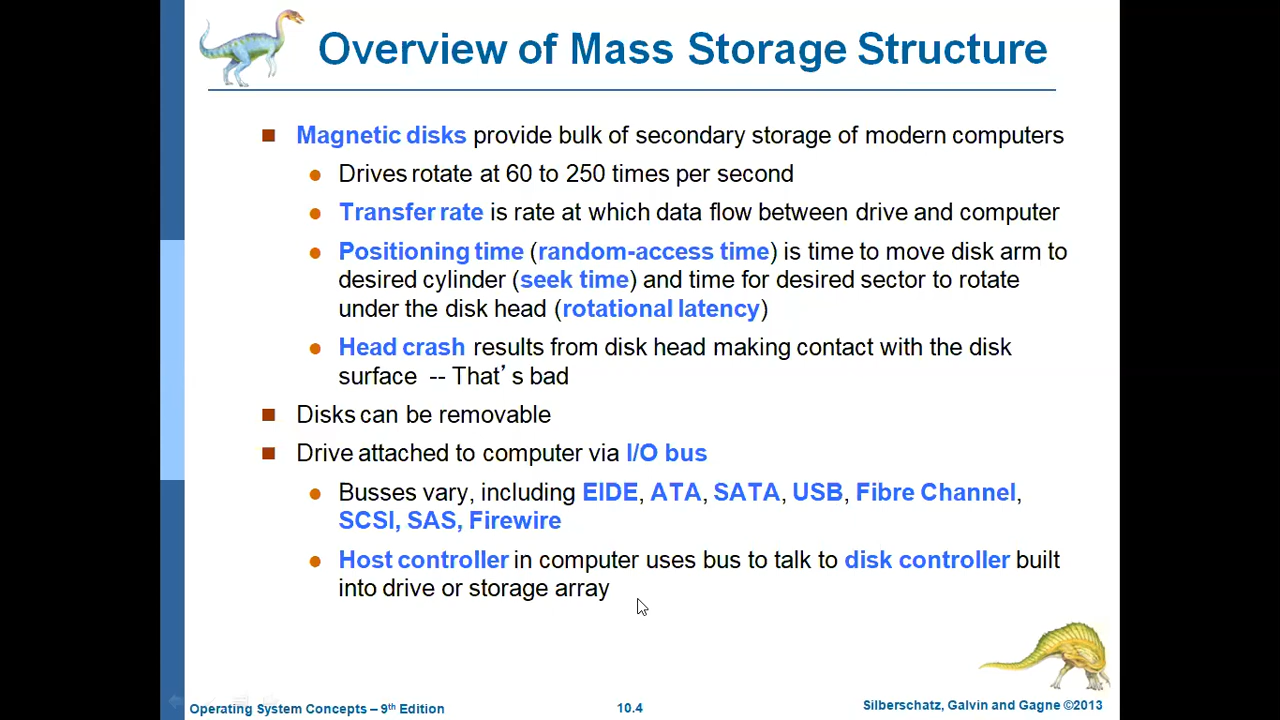 Overview of Mass Storage Structure
Magnetic disks provide bulk of secondary storage of modern computers
Drives rotate at 60 to 250 times per second
Transfer rate is rate at which data flow between drive and computer
Positioning time (random-access time) is time to move disk arm to
desired cylinder (seek time) and time for desired sector to rotate
under the disk head (rotational latency)
Head crash results from disk head making contact with the disk
surface -- That’s bad
Disks can be removable
Drive attached to computer via I/O bus
Busses vary, including EIDE, ATA, SATA, USB, Fibre Channel,
SCSI, SAS, Firewire
Host controller in computer uses bus to talk to disk controller built
into drive or storage array
Operating System Concepts – 9th Edition
10.4
Silberschatz, Galvin and Gagne ©2013